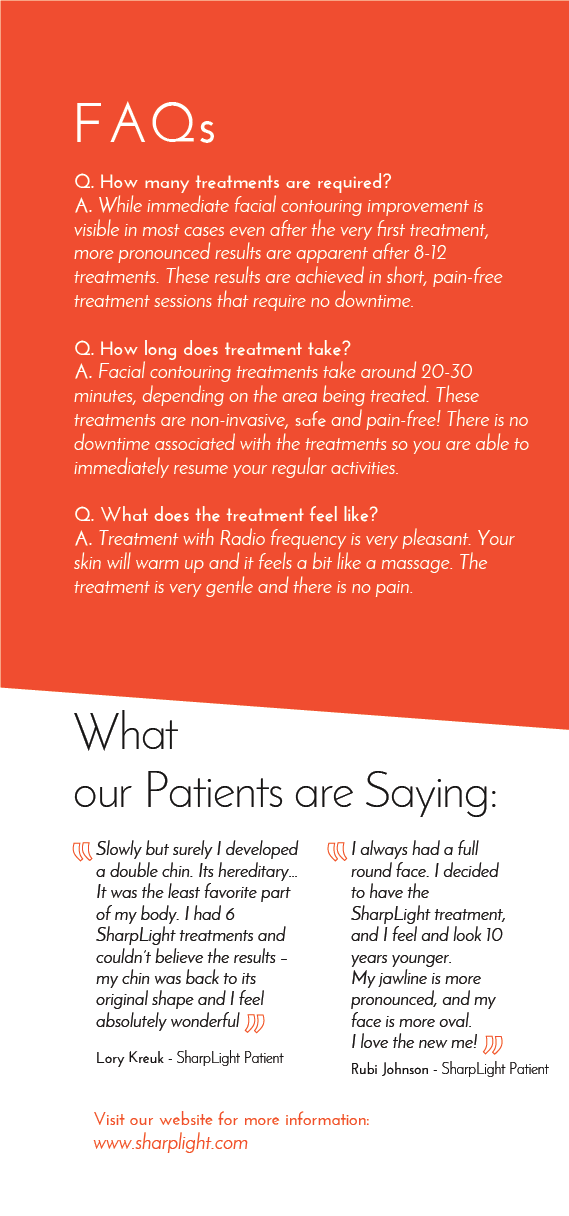 FAQs
Q. How many treatments are required?
A. While immediate facial contouring improvement is
visible in most cases even after the very first treatment,
more pronounced results are apparent after 8-12
treatments. These results are achieved in short, pain-free
treatment sessions that require no downtime.
Q. How long does treatment take?
A. Facial contouring treatments take around 20-30
minutes, depending on the area being treated. These
treatments are non-invasive, safe and pain-free! There is no
downtime associated with the treatments so you are able to
immediately resume your regular activities.
Q. What does the treatment feel like?
A. Treatment with Radio frequency is very pleasant. Your
skin will warm up and it feels a bit like a massage. The
treatment is very gentle and there is no pain.
What
our Patients are Saying:
Slowly but surely I developed
a double chin. Its hereditary...
It was the least favorite part
of my body. I had 6
SharpLight treatments and
couldn't believe the results –
my chin was back to its
original shape and I feel
absolutely wonderful
Lory Kreuk - SharpLight Patient
I always had a full
round face. I decided
to have the
SharpLight treatment,
and I feel and look 10
years younger.
My jawline is more
pronounced, and my
face is more oval.
I love the new me!
Rubi Johnson - SharpLight Patient
Visit our website for more information:
www.sharplight.com